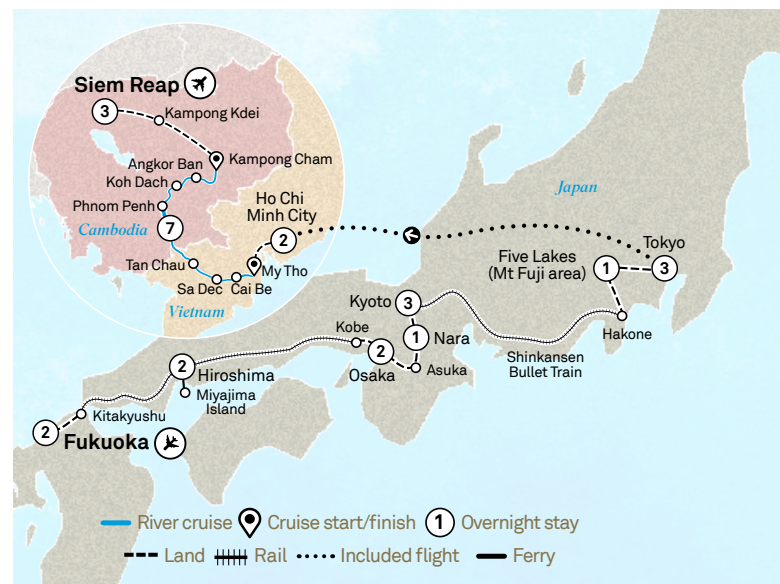 Siem Reap
3
Kampong Kdei
Kampong Cham
Angkor Ban
Koh Dach
Phnom Penh
Cambodia
7
Ho Chi
Minh City
2
Tan Chau
My Tho
Sa Dec
Cai Be
Vietnam
Japan
Five Lakes
(Mt Fuji area)
1
Tokyo
3
Hakone
Shinkansen
Bullet Train
Kyoto
3
1
Nara
Kobe
2
Osaka
Asuka
2
Hiroshima
Miyajima
Island
Kitakyushu
2
Fukuoka
River cruise
Cruise start/finish
1
Overnight stay
Land
Rail
Included flight
Ferry